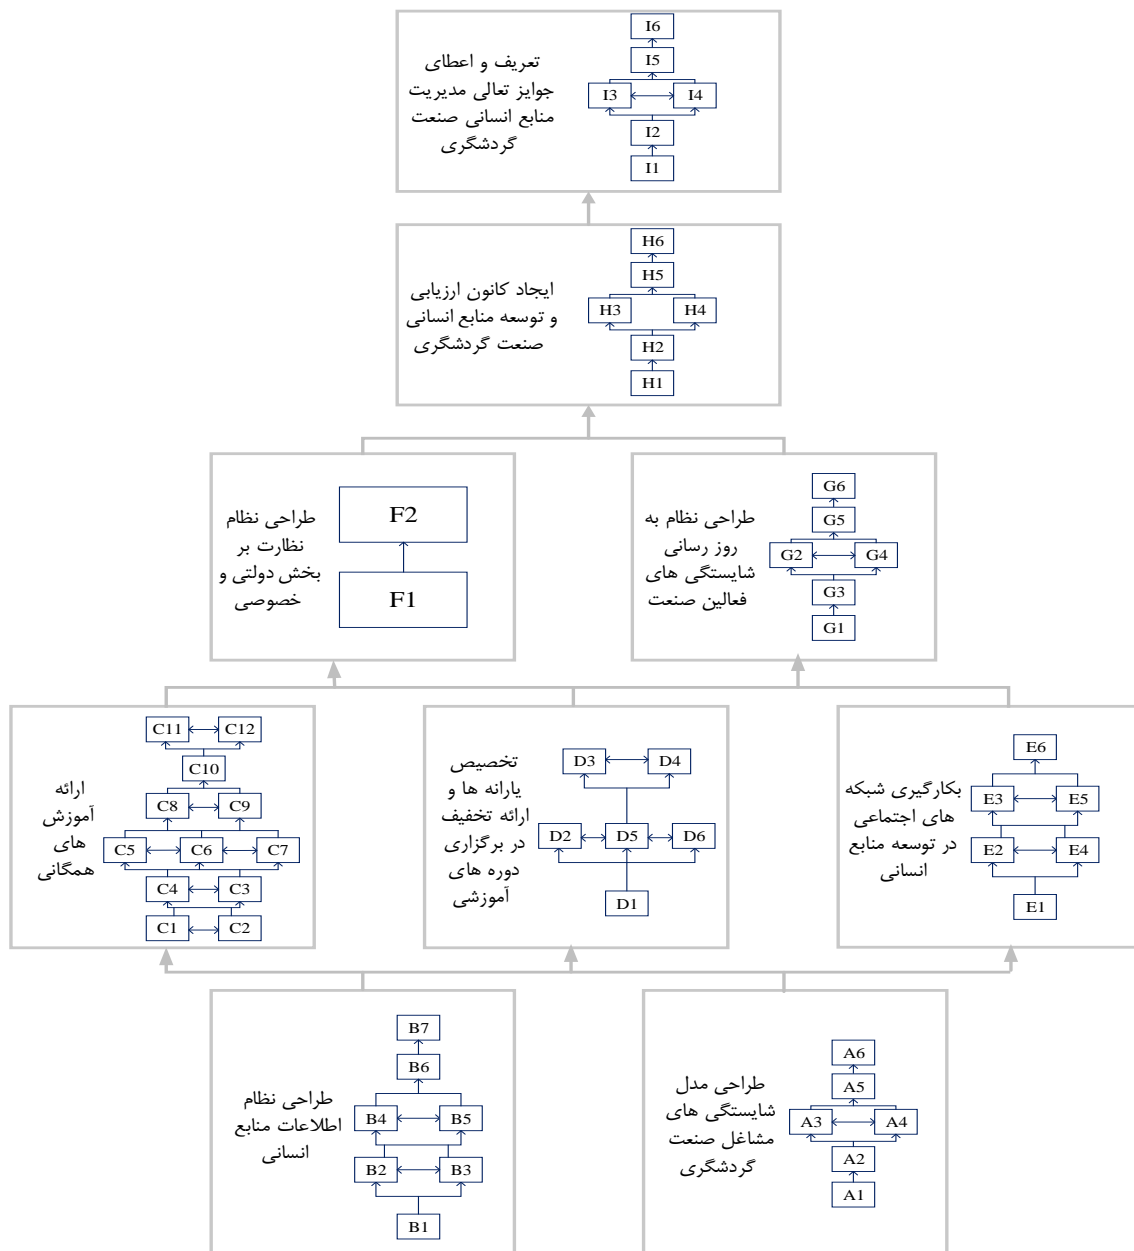 تعریف و اعطای
جوایز تعالی مدیریت
منابع انسانی صنعت
گردشگری
I6
I5
I3 I4
I2
I1
ایجاد کانون ارزیابی
و توسعه منابع انسانی
صنعت گردشگری
H6
H5
H3 H4
H2
H1
طراحی نظام به
روز رسانی
شایستگی های
فعالین صنعت
G6
G5
G2 G4
G3
G1
طراحی نظام
نظارت بر
بخش دولتی و
خصوصی
F2
F1
بکارگیری شبکه
های اجتماعی
در توسعه منابع
انسانی
E6
E3 E5
E2 E4
E1
تخصیص
یارانه ها و
ارائه تخفیف
در برگزاری
دوره های
آموزشی
D3 D4
D2 D5 D6
D1
ارائه
آموزش
های
همگانی
C11 C12
C10
C8 C9
C5 C6 C7
C4 C3
C1 C2
طراحی مدل
شایستگی های
مشاغل صنعت
گردشگری
A6
A5
A3 A4
A2
A1
طراحی نظام
اطلاعات منابع
انسانی
B7
B6
B4 B5
B2 B3
B1